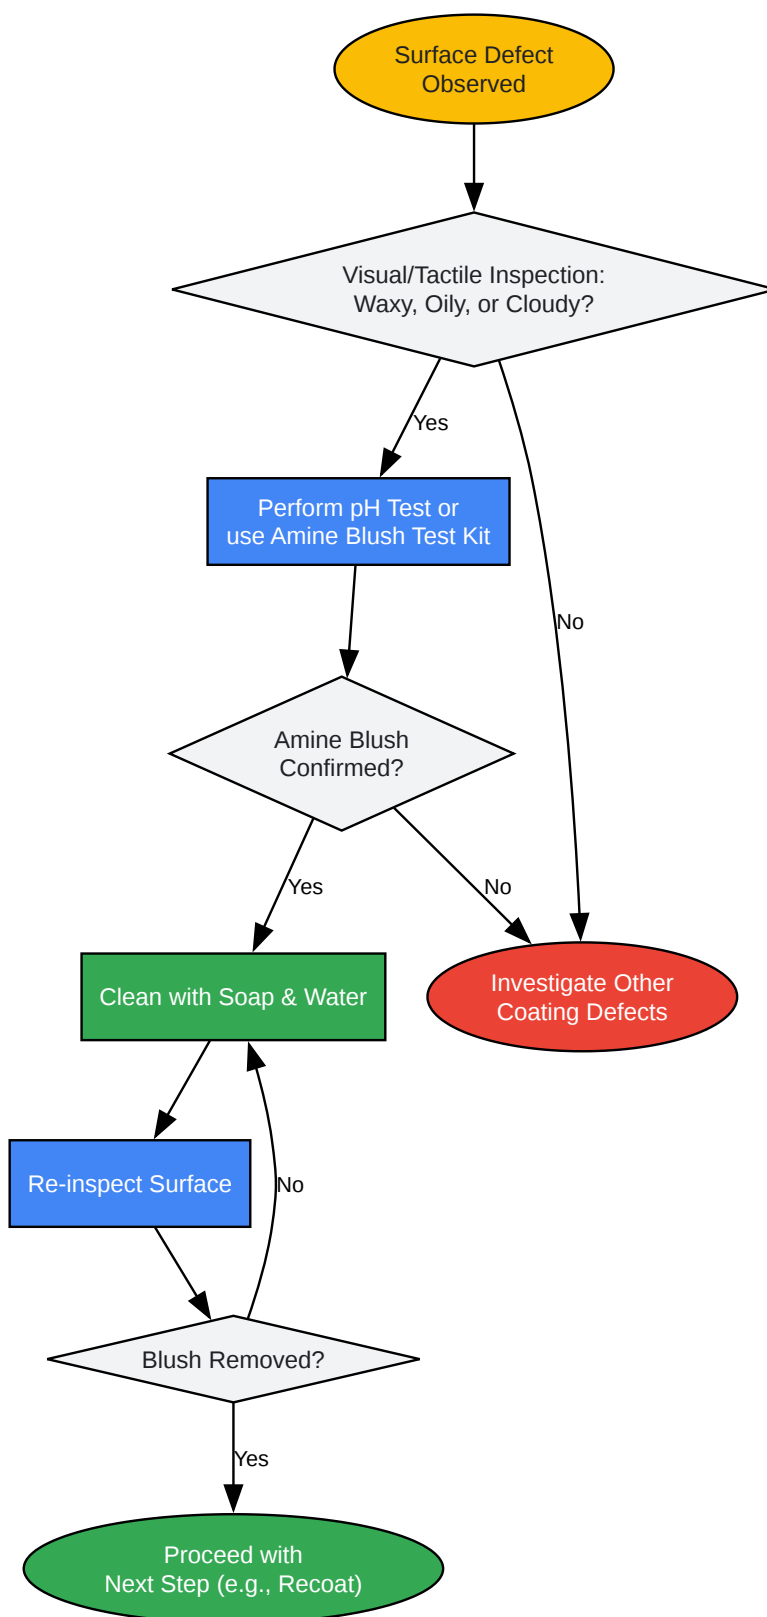 Surface Defect
Observed
Visual/Tactile Inspection:
Waxy, Oily, or Cloudy?
Yes
Perform pH Test or
use Amine Blush Test Kit
No
Amine Blush
Confirmed?
Yes
No
Clean with Soap & Water
Investigate Other
Coating Defects
Re-inspect Surface
No
Blush Removed?
Yes
Proceed with
Next Step (e.g., Recoat)